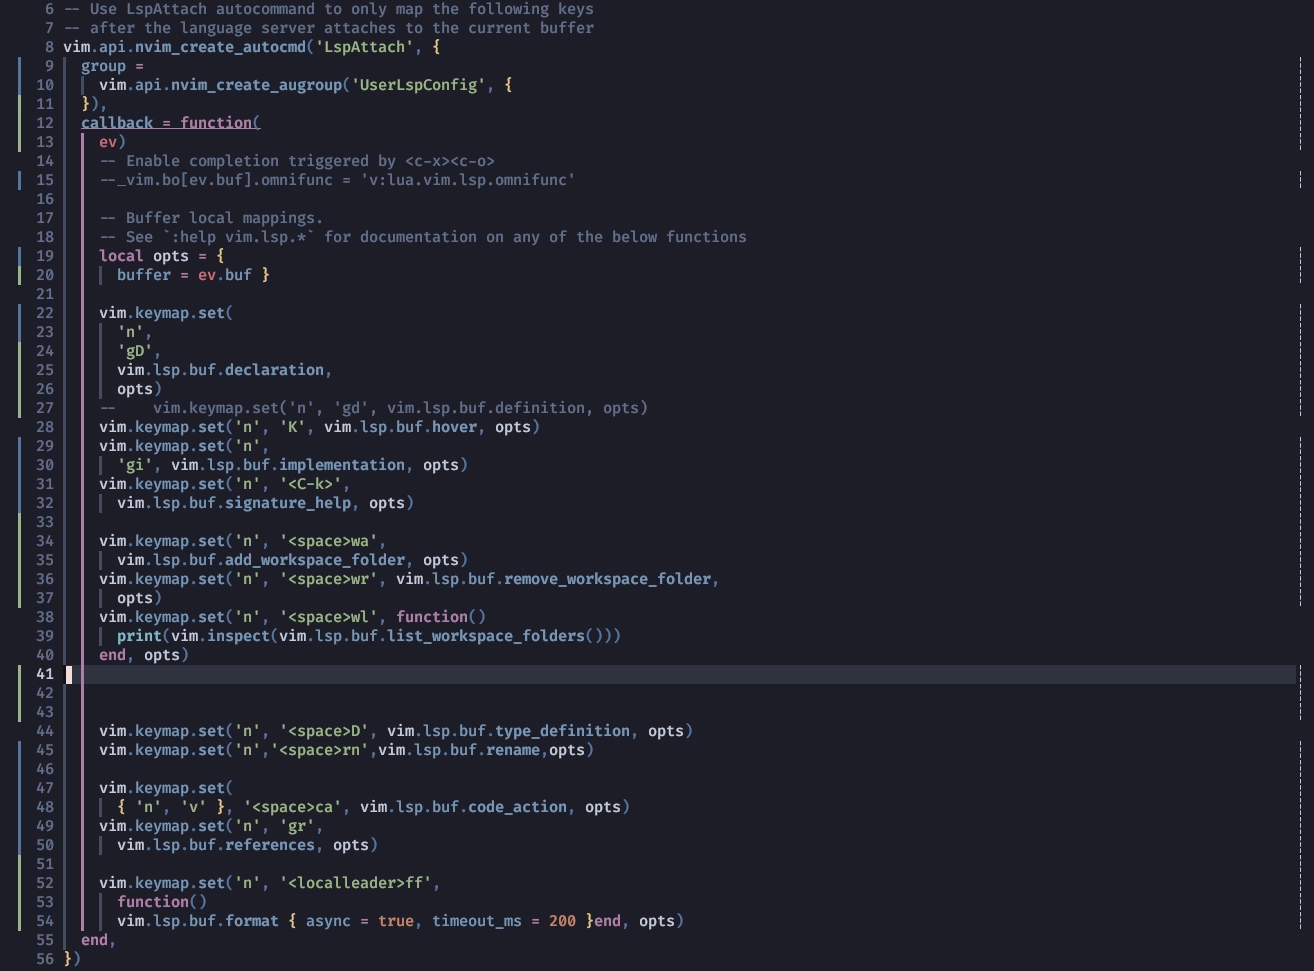 6 -- Use LspAttach autocommand to only map the following keys
7 -- after the language server attaches to the current buffer
8 vim.api.nvim_create_autocmd('LspAttach', {
9   group =
10     vim.api.nvim_create_augroup('UserLspConfig', {
11   }),
12   callback = function(
13     ev)
14     -- Enable completion triggered by <c-x><c-o>
15     --_vim.bo[ev.buf].omnifunc = 'v:lua.vim.lsp.omnifunc'
16
17     -- Buffer local mappings.
18     -- See `:help vim.lsp.*` for documentation on any of the below functions
19     local opts = {
20       buffer = ev.buf }
21
22     vim.keymap.set(
23       'n',
24       'gD',
25       vim.lsp.buf.declaration,
26       opts)
27     --    vim.keymap.set('n', 'gd', vim.lsp.buf.definition, opts)
28     vim.keymap.set('n', 'K', vim.lsp.buf.hover, opts)
29     vim.keymap.set('n',
30       'gi', vim.lsp.buf.implementation, opts)
31     vim.keymap.set('n', '<C-k>',
32       vim.lsp.buf.signature_help, opts)
33
34     vim.keymap.set('n', '<space>wa',
35       vim.lsp.buf.add_workspace_folder, opts)
36     vim.keymap.set('n', '<space>wr', vim.lsp.buf.remove_workspace_folder,
37       opts)
38     vim.keymap.set('n', '<space>wl', function()
39       print(vim.inspect(vim.lsp.buf.list_workspace_folders()))
40     end, opts)
41
42
43
44     vim.keymap.set('n', '<space>D', vim.lsp.buf.type_definition, opts)
45     vim.keymap.set('n','<space>rn',vim.lsp.buf.rename,opts)
46
47     vim.keymap.set(
48       { 'n', 'v' }, '<space>ca', vim.lsp.buf.code_action, opts)
49     vim.keymap.set('n', 'gr',
50       vim.lsp.buf.references, opts)
51
52     vim.keymap.set('n', '<localleader>ff',
53       function()
54       vim.lsp.buf.format { async = true, timeout_ms = 200 }end, opts)
55   end,
56 })